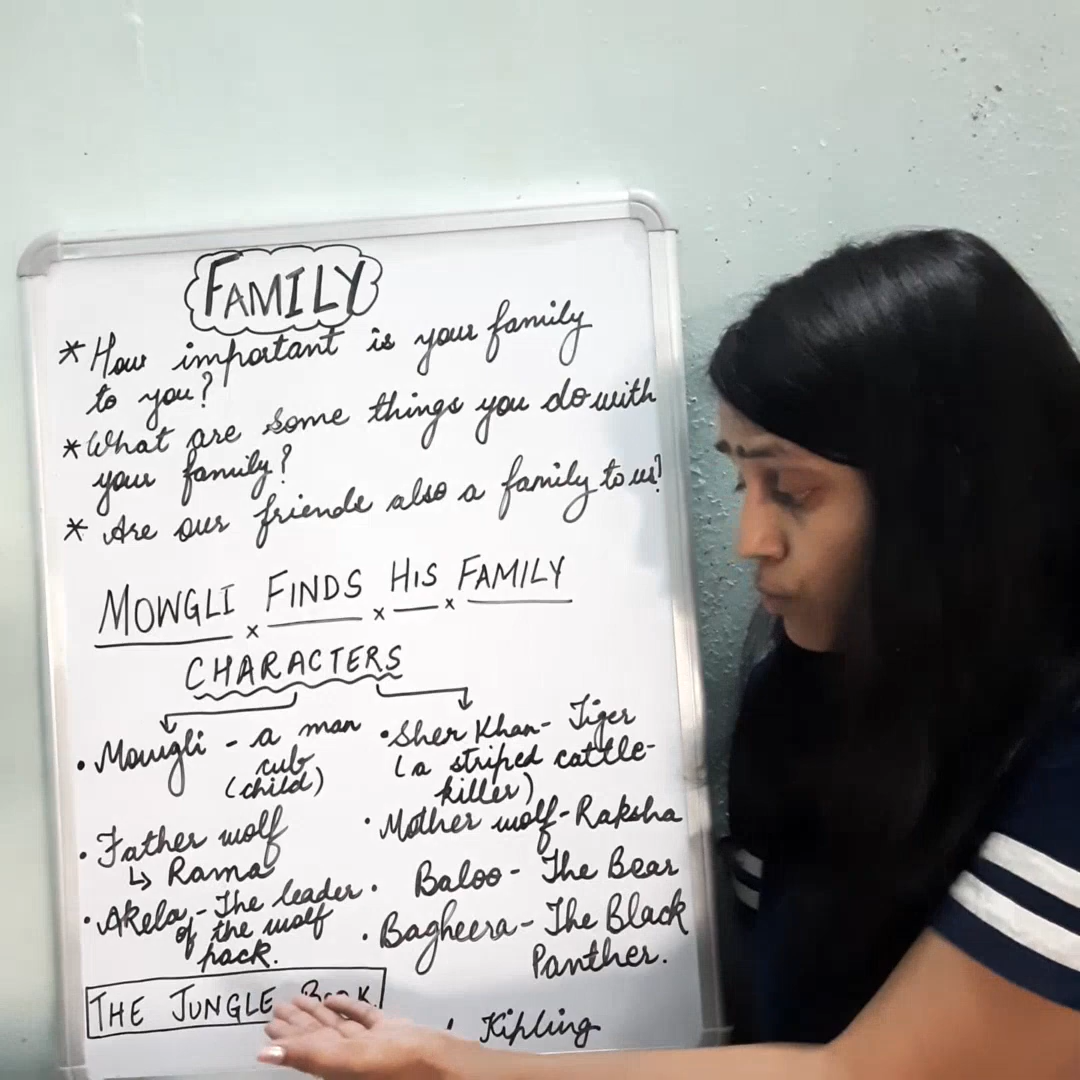 FAMILY
* How important is your family
to you?
* What are some things you do with
your family?
* Are our friends also a family to us?
MOWGLI x FINDS x HIS x FAMILY
CHARACTERS
• Mowgli - a man
cub
(child)
• Father wolf
↳ Rama
• Akela - The leader
of the wolf
pack.
• Sher Khan - Tiger
(a striped cattle-
killer)
• Mother wolf - Raksha
• Baloo - The Bear
• Bagheera - The Black
Panther.
THE JUNGLE BOOK
Kipling